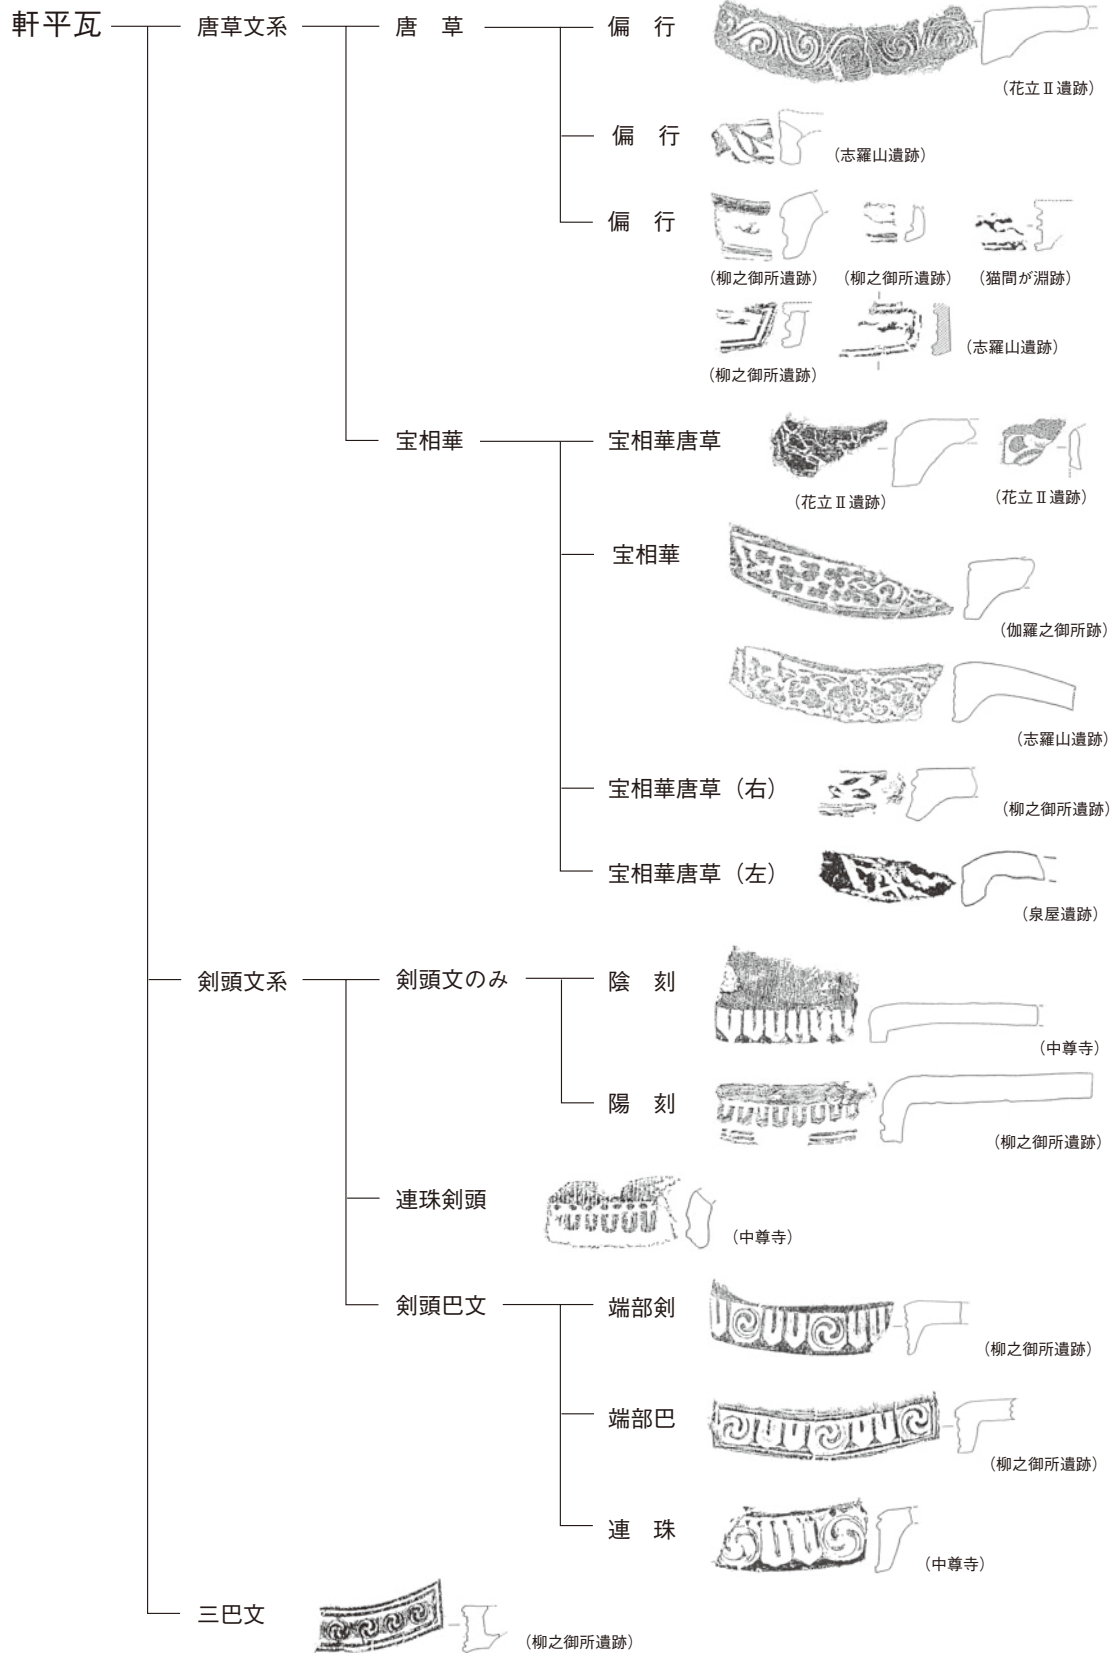 軒平瓦
唐草文系
唐　草
偏　行
（花立Ⅱ遺跡）
偏　行
（志羅山遺跡）
偏　行
（柳之御所遺跡）
（柳之御所遺跡）
（猫間が淵跡）
（柳之御所遺跡）
（志羅山遺跡）
宝相華
宝相華唐草
（花立Ⅱ遺跡）
（花立Ⅱ遺跡）
宝相華
（伽羅之御所跡）
（志羅山遺跡）
宝相華唐草（右）
（柳之御所遺跡）
宝相華唐草（左）
（泉屋遺跡）
剣頭文系
剣頭文のみ
陰　刻
（中尊寺）
陽　刻
（柳之御所遺跡）
連珠剣頭
（中尊寺）
剣頭巴文
端部剣
（柳之御所遺跡）
端部巴
（柳之御所遺跡）
連　珠
（中尊寺）
三巴文
（柳之御所遺跡）